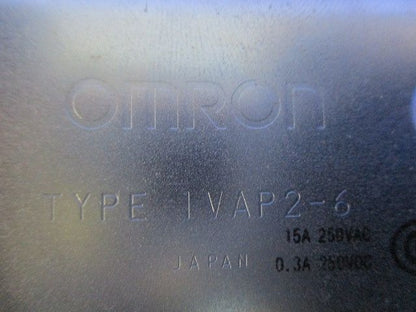 OMRON
TYPE 1VAP2-6
15A 250VAC
JAPAN 0.3A 250VDC